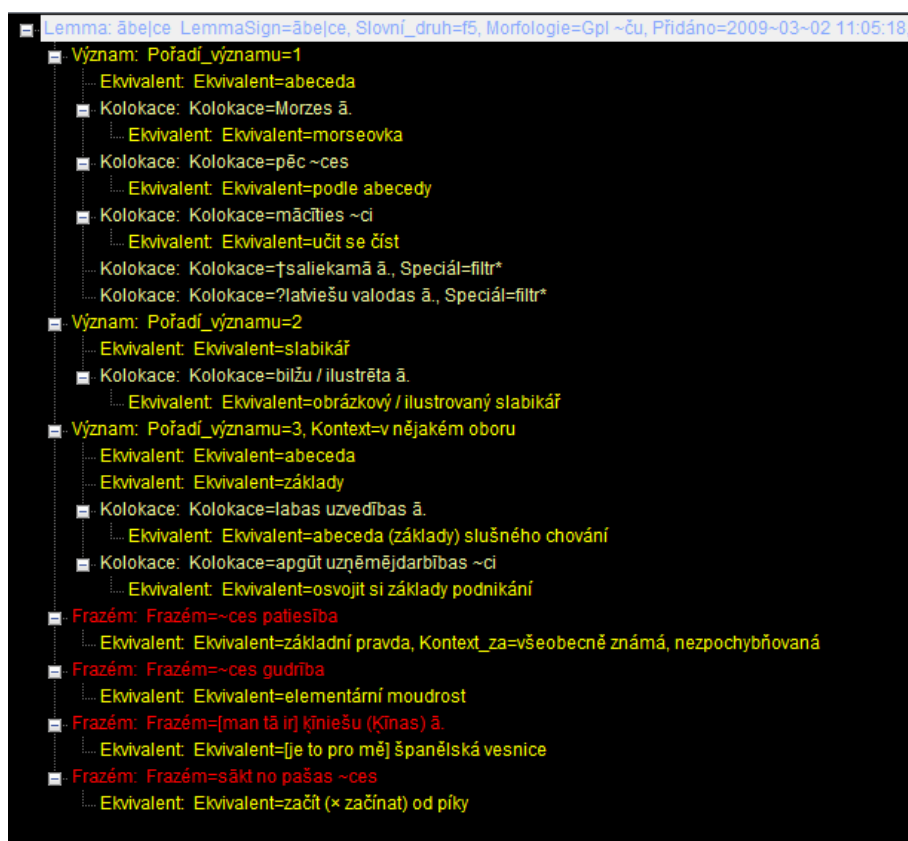 Lemma: ābe|ce LemmaSign=ābe|ce, Slovní_druh=f5, Morfologie=Gpl ~ču, Přidáno=2009~03~02 11:05:18,
Význam: Pořadí_významu=1
Ekvivalent: Ekvivalent=abeceda
Kolokace: Kolokace=Morzes ā.
Ekvivalent: Ekvivalent=morseovka
Kolokace: Kolokace=pēc ~ces
Ekvivalent: Ekvivalent=podle abecedy
Kolokace: Kolokace=mācīties ~ci
Ekvivalent: Ekvivalent=učit se číst
Kolokace: Kolokace=†saliekamā ā., Speciál=filtr*
Kolokace: Kolokace=?latviešu valodas ā., Speciál=filtr*
Význam: Pořadí_významu=2
Ekvivalent: Ekvivalent=slabikář
Kolokace: Kolokace=bilžu / ilustrēta ā.
Ekvivalent: Ekvivalent=obrázkový / ilustrovaný slabikář
Význam: Pořadí_významu=3, Kontext=v nějakém oboru
Ekvivalent: Ekvivalent=abeceda
Ekvivalent: Ekvivalent=základy
Kolokace: Kolokace=labas uzvedības ā.
Ekvivalent: Ekvivalent=abeceda (základy) slušného chování
Kolokace: Kolokace=apgūt uzņēmējdarbības ~ci
Ekvivalent: Ekvivalent=osvojit si základy podnikání
Frazém: Frazém=~ces patiesība
Ekvivalent: Ekvivalent=základní pravda, Kontext_za=všeobecně známá, nezpochybňovaná
Frazém: Frazém=~ces gudrība
Ekvivalent: Ekvivalent=elementární moudrost
Frazém: Frazém=[man tā ir] ķīniešu (Ķīnas) ā.
Ekvivalent: Ekvivalent=[je to pro mě] španělská vesnice
Frazém: Frazém=sākt no pašas ~ces
Ekvivalent: Ekvivalent=začít (× začínat) od píky